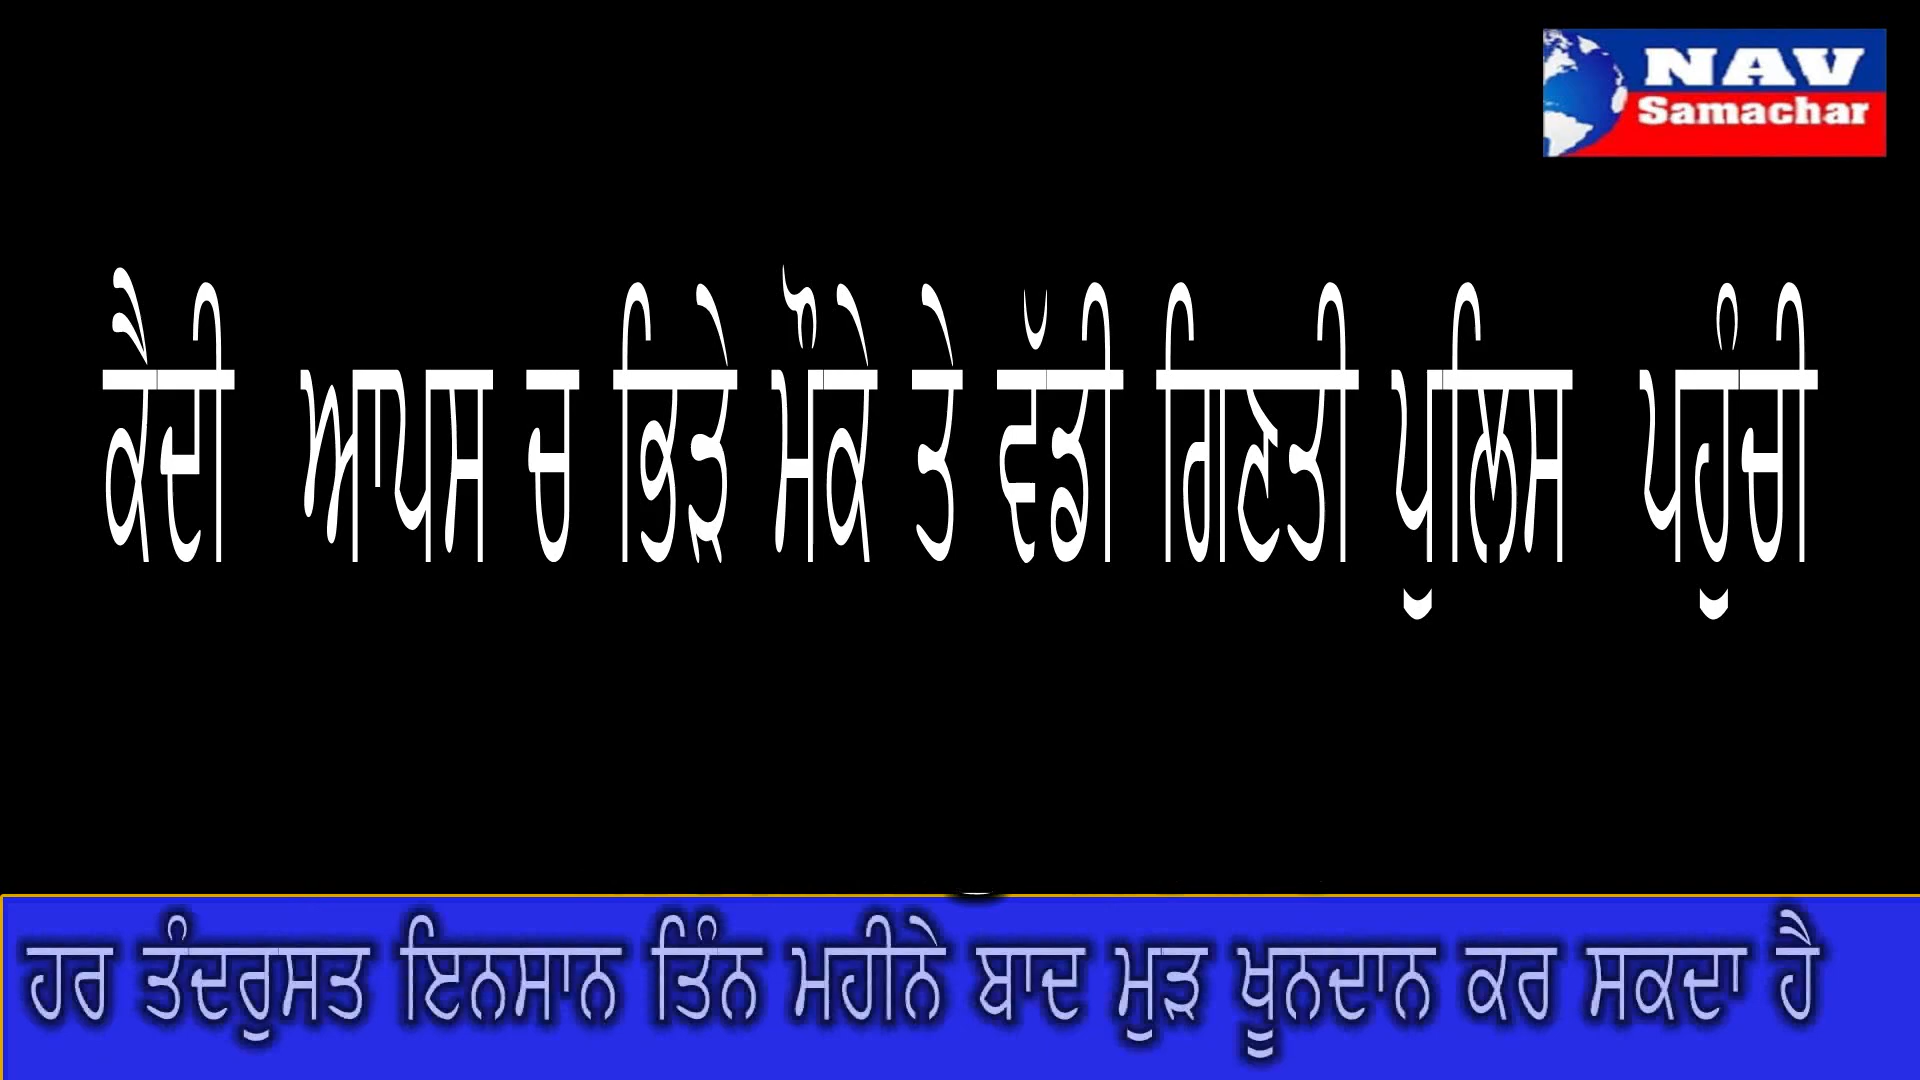 NAV
Samachar
ਕੈਦੀ ਆਪਸ ਚ ਭਿੜੇ ਮੌਕੇ ਤੇ ਵੱਡੀ ਗਿਣਤੀ ਪੁਲਿਸ ਪਹੁੰਚੀ
ਹਰ ਤੰਦਰੁਸਤ ਇਨਸਾਨ ਤਿੰਨ ਮਹੀਨੇ ਬਾਦ ਮੁੜ ਖੂਨਦਾਨ ਕਰ ਸਕਦਾ ਹੈ